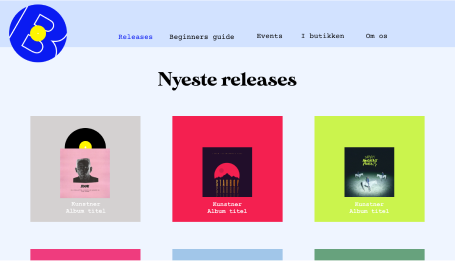 Releases Beginners guide Events I butikken Om os
Nyeste releases
Kunstner
Album titel
Kunstner
Album titel
Kunstner
Album titel